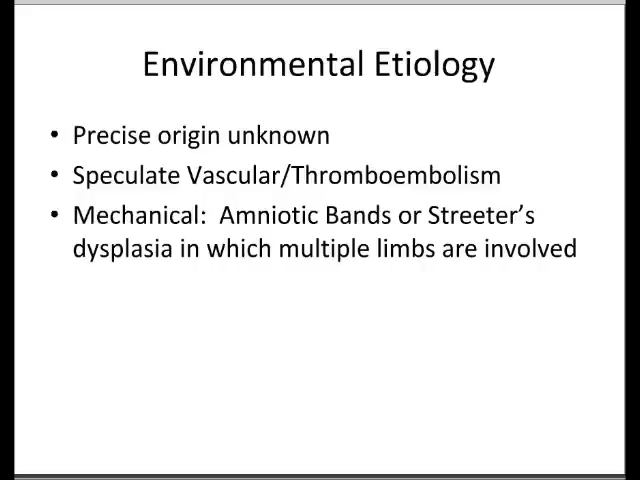 Environmental Etiology
• Precise origin unknown
• Speculate Vascular/Thromboembolism
• Mechanical:  Amniotic Bands or Streeter’s
dysplasia in which multiple limbs are involved